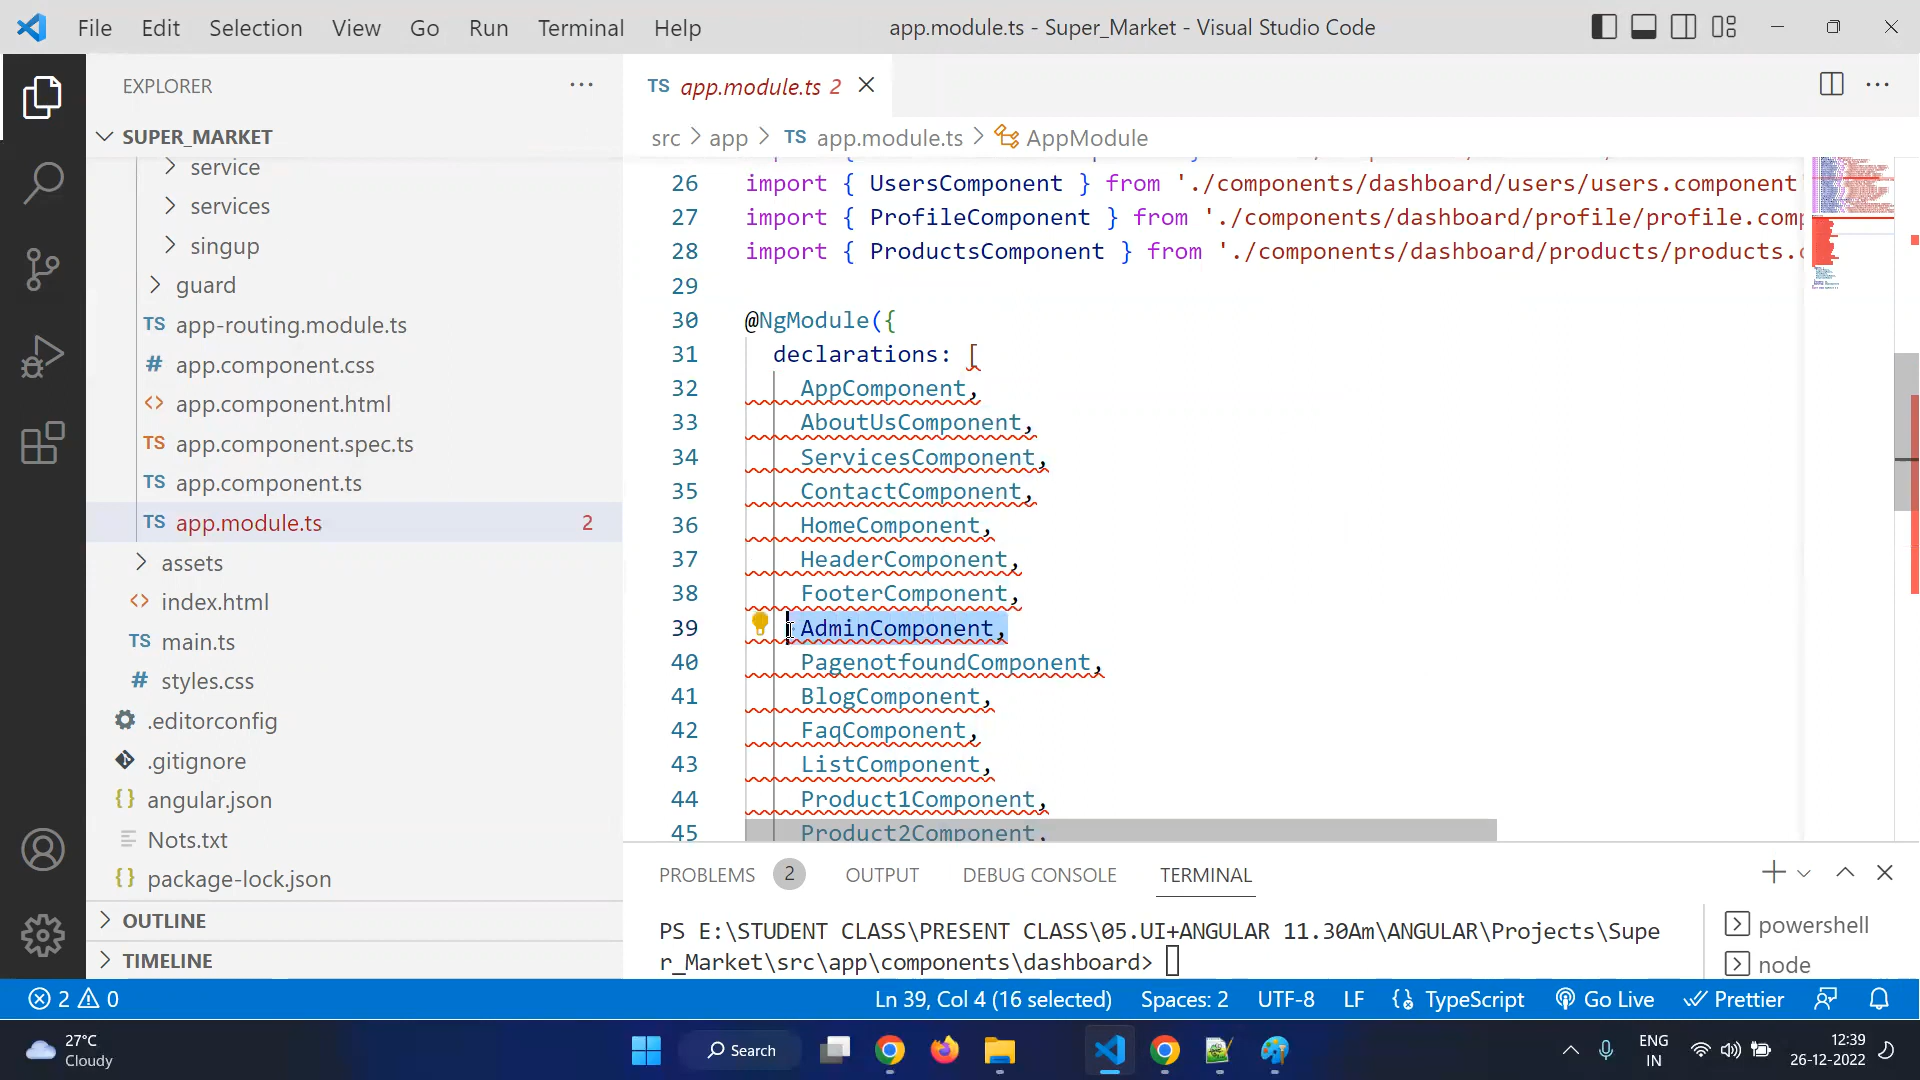 File Edit Selection View Go Run Terminal Help
app.module.ts - Super_Market - Visual Studio Code
EXPLORER
SUPER_MARKET
service
services
singup
guard
TS app-routing.module.ts
# app.component.css
<> app.component.html
TS app.component.spec.ts
TS app.component.ts
TS app.module.ts 2
assets
<> index.html
TS main.ts
# styles.css
.editorconfig
.gitignore
{} angular.json
Nots.txt
{} package-lock.json
OUTLINE
TIMELINE
TS app.module.ts 2
src > app > TS app.module.ts > AppModule
26 import { UsersComponent } from './components/dashboard/users/users.component'
27 import { ProfileComponent } from './components/dashboard/profile/profile.comp
28 import { ProductsComponent } from './components/dashboard/products/products.
29
30 @NgModule({
31 declarations: [
32 AppComponent,
33 AboutUsComponent,
34 ServicesComponent,
35 ContactComponent,
36 HomeComponent,
37 HeaderComponent,
38 FooterComponent,
39 AdminComponent,
40 PagenotfoundComponent,
41 BlogComponent,
42 FaqComponent,
43 ListComponent,
44 Product1Component,
45 Product2Component,
PROBLEMS 2 OUTPUT DEBUG CONSOLE TERMINAL
PS E:\STUDENT CLASS\PRESENT CLASS\05.UI+ANGULAR 11.30Am\ANGULAR\Projects\Supe
r_Market\src\app\components\dashboard>
powershell
node
2 0
Ln 39, Col 4 (16 selected) Spaces: 2 UTF-8 LF {} TypeScript Go Live Prettier
27°C
Cloudy
Search
ENG
IN
12:39
26-12-2022